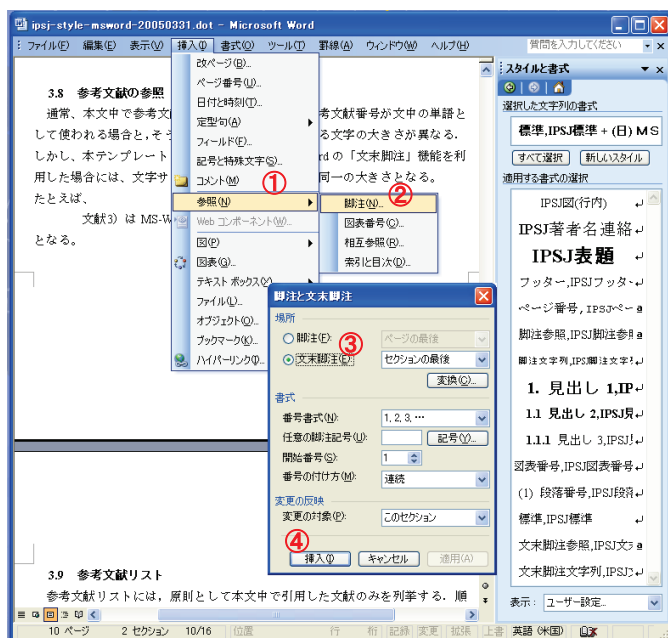 ipsj-style-msword-20050331.dot - Microsoft Word
ファイル(F) 編集(E) 表示(V) 挿入(I) 書式(O) ツール(T) 罫線(A) ウィンドウ(W) ヘルプ(H) 質問を入力してください
3.8 参考文献の参照
通常、本文中で参考文 考文献番号が文中の単語と
して使われる場合と,そう る文字の大きさが異なる.
しかし、本テンプレート rd の「文末脚注」機能を利
用した場合には、文字サ 同一の大きさとなる。
たとえば、
文献3) は MS-W
となる。
改ページ(B)...
ページ番号(U)...
日付と時刻(T)...
定型句(A)
フィールド(F)...
記号と特殊文字(S)...
コメント(M)
①
参照(N)
Web コンポーネント(W)...
図(P)
図表(G)...
テキスト ボックス(X)
ファイル(L)...
オブジェクト(O)...
ブックマーク(K)...
ハイパーリンク(I)...
脚注(N)...
②
図表番号(C)...
相互参照(R)...
索引と目次(D)...
脚注と文末脚注
場所
脚注(F): ページの最後
③
文末脚注(E): セクションの最後
変換(C)...
書式
番号書式(N): 1, 2, 3, …
任意の脚注記号(U): 記号(Y)...
開始番号(S): 1
番号の付け方(M): 連続
変更の反映
変更の対象(P): このセクション
④
挿入(I) キャンセル 適用(A)
3.9 参考文献リスト
参考文献リストには,原則として本文中で引用した文献のみを列挙する.順
スタイルと書式
選択した文字列の書式
標準,IPSJ標準 + (日) M S
すべて選択 新しいスタイル
適用する書式の選択
IPSJ図(行内)
IPSJ著者名連絡
IPSJ表題
フッター,IPSJフッター
ページ番号,IPSJページ
脚注参照,IPSJ脚注参照
脚注文字列,IPSJ脚注文字
1. 見出し 1,IP
1.1 見出し 2,IPSJ見
1.1.1 見出し 3,IPSJ
図表番号,IPSJ図表番号
(1) 段落番号,IPSJ段落
標準,IPSJ標準
文末脚注参照,IPSJ文
文末脚注文字列,IPSJ
表示: ユーザー設定...
10 ページ 2 セクション 10/16 位置 行 桁 記録 変更 拡張 上書 英語 (米国)